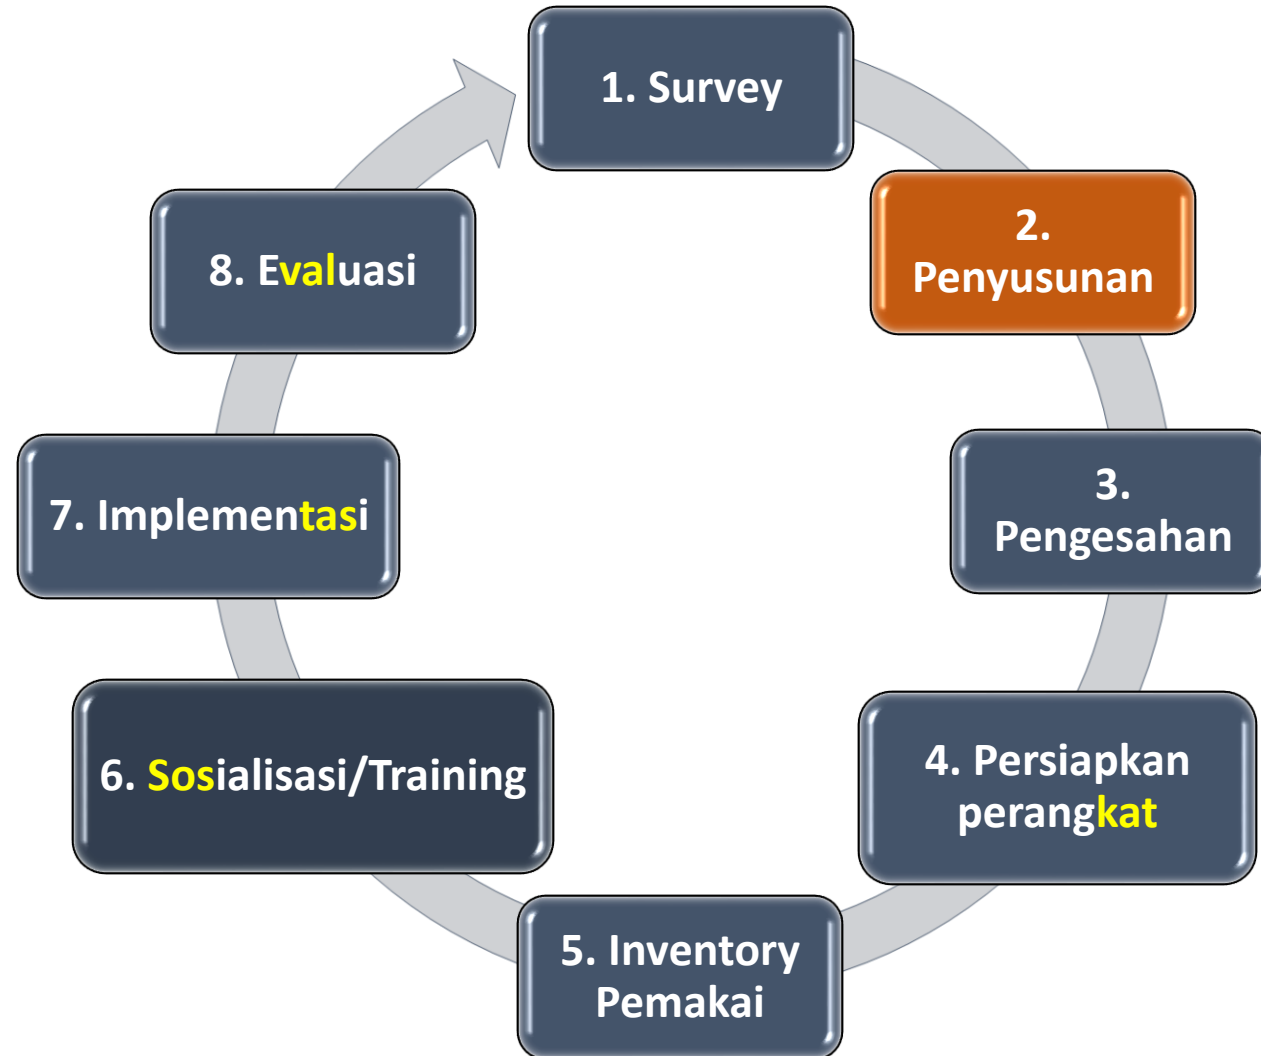 1. Survey
2.
Penyusunan
3.
Pengesahan
4. Persiapkan
perangkat
5. Inventory
Pemakai
6. Sosialisasi/Training
7. Implementasi
8. Evaluasi